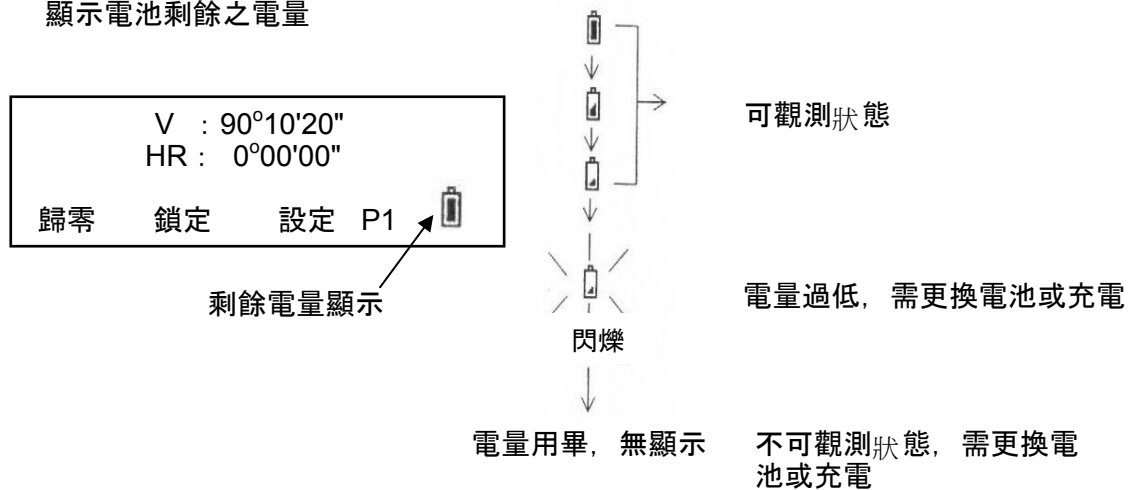 顯示電池剩餘之電量
V : 90°10'20"
HR : 0°00'00"
歸零 鎖定 設定 P1
剩餘電量顯示
可觀測狀態
電量過低，需更換電池或充電
閃爍
電量用畢，無顯示
不可觀測狀態，需更換電
池或充電